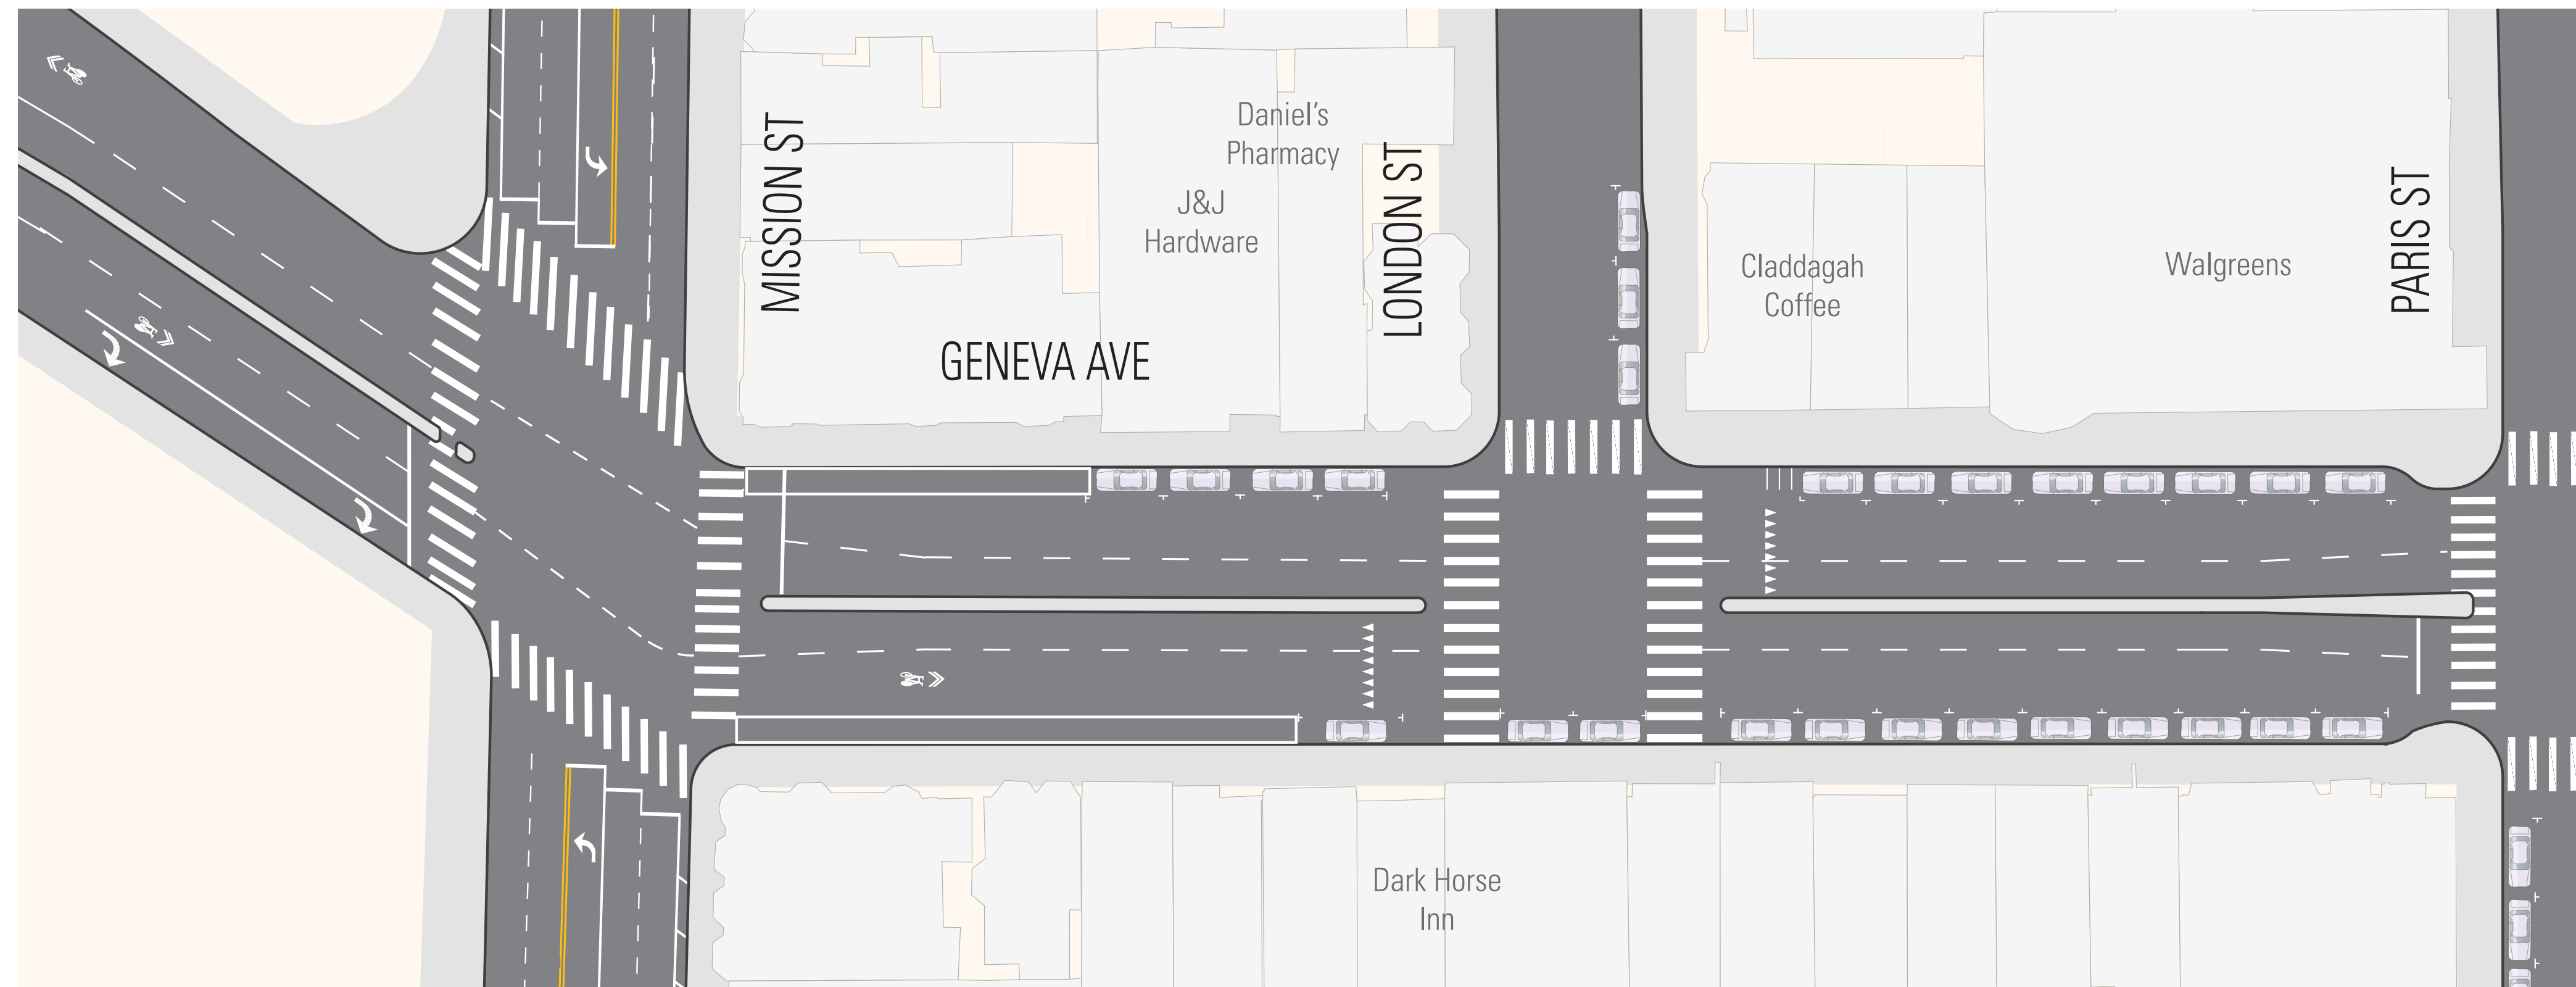 MISSION ST
Daniel's
Pharmacy
J&J
Hardware
LONDON ST
GENEVA AVE
Claddagah
Coffee
Walgreens
PARIS ST
Dark Horse
Inn